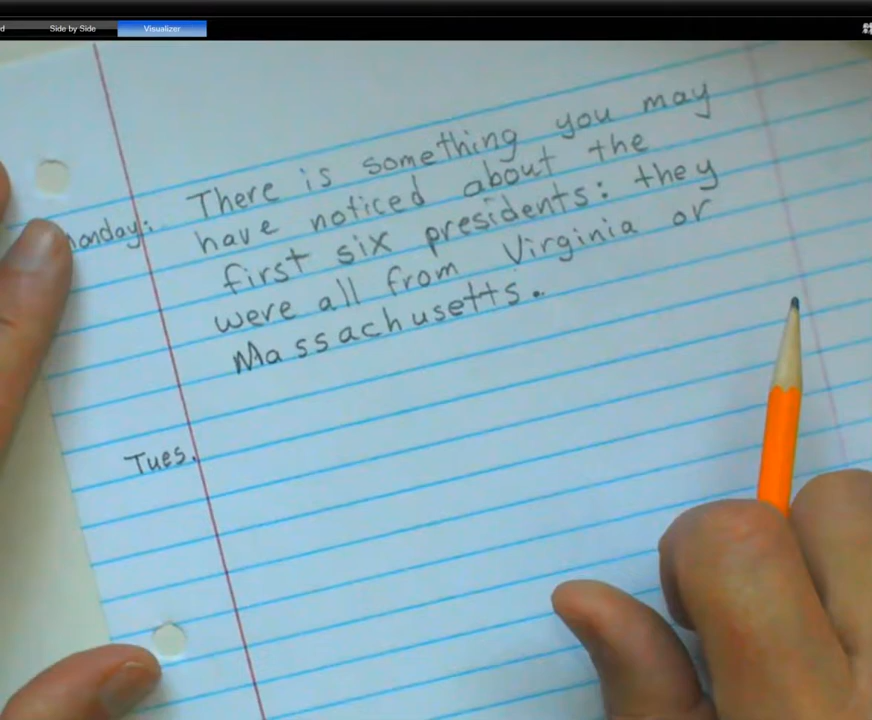 Side by Side
Visualizer
monday: There is something you may
have noticed about the
first six presidents: they
were all from Virginia or
Massachusetts.
Tues.